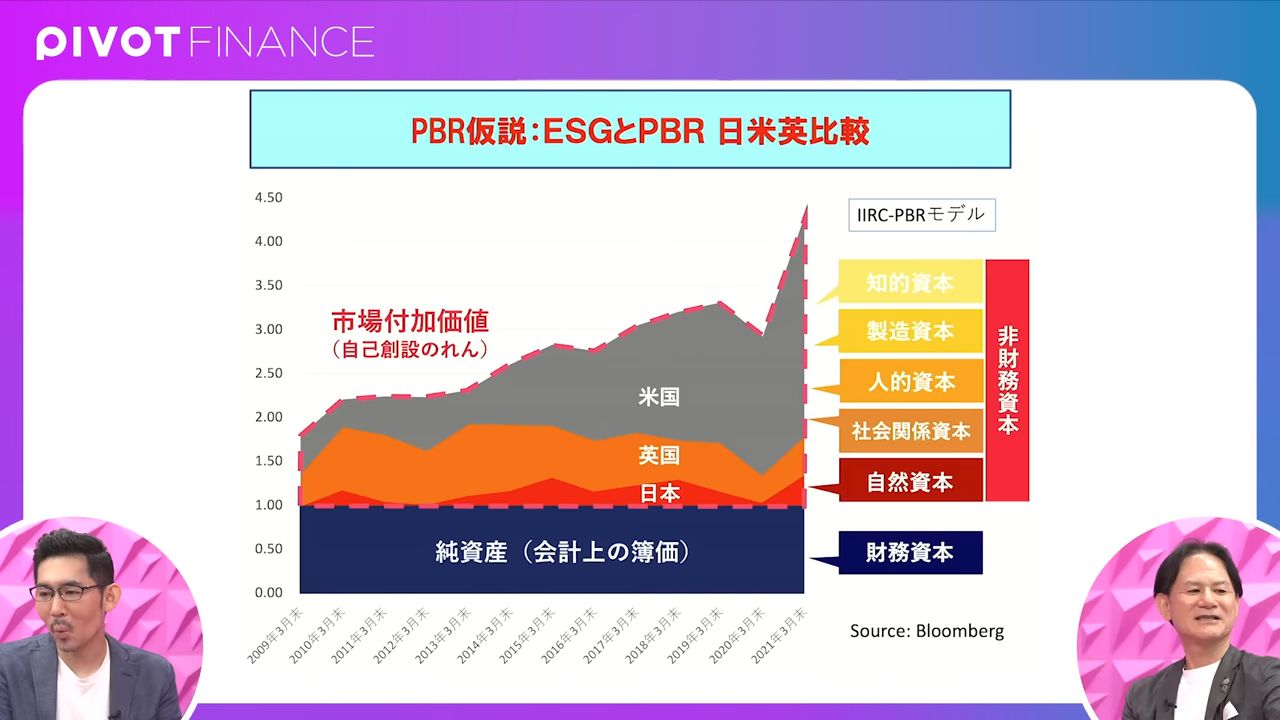 PIVOT FINANCE
PBR仮説：ESGとPBR 日米英比較
4.50
4.00
3.50
3.00
2.50
2.00
1.50
1.00
0.50
0.00
市場付加価値
（自己創設のれん）
米国
英国
日本
純資産（会計上の簿価）
2009年3月末
2010年3月末
2011年3月末
2012年3月末
2013年3月末
2014年3月末
2015年3月末
2016年3月末
2017年3月末
2018年3月末
2019年3月末
2020年3月末
2021年3月末
IIRC-PBRモデル
知的資本
製造資本
人的資本
社会関係資本
自然資本
非財務資本
財務資本
Source: Bloomberg